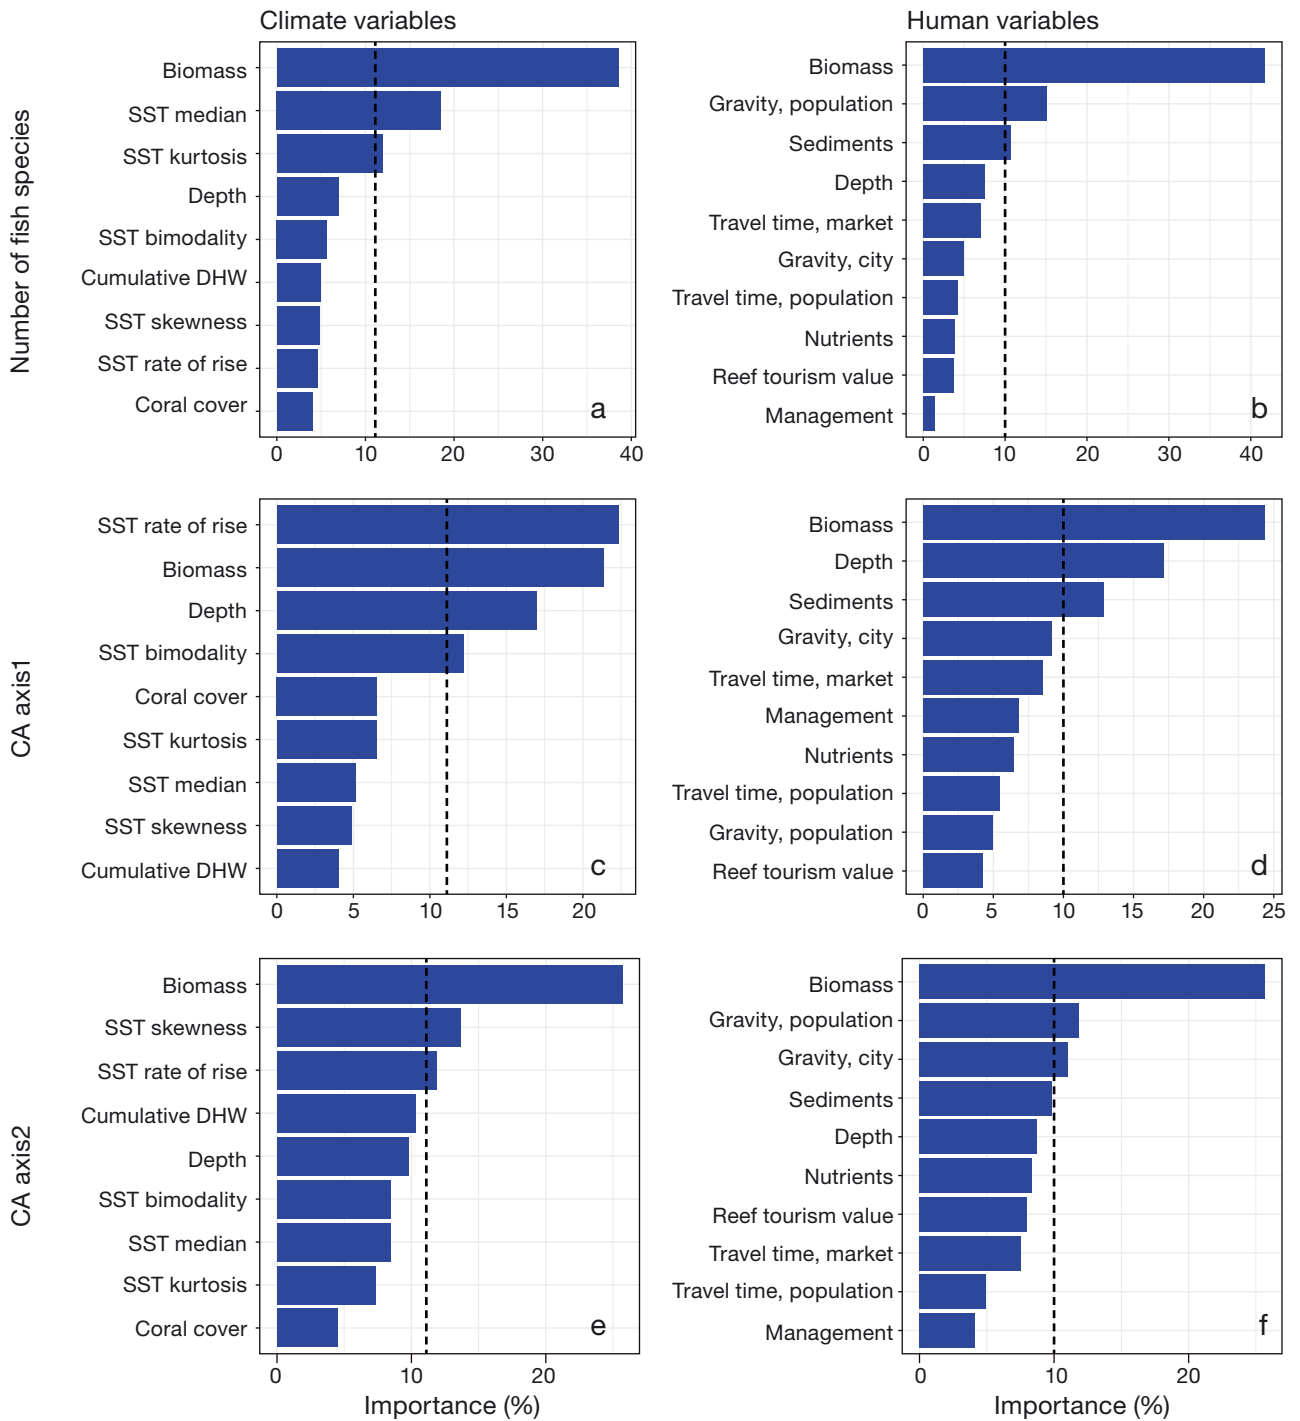 Climate variables
Human variables
Number of fish species
Biomass
SST median
SST kurtosis
Depth
SST bimodality
Cumulative DHW
SST skewness
SST rate of rise
Coral cover
a
0 10 20 30 40
Biomass
Gravity, population
Sediments
Depth
Travel time, market
Gravity, city
Travel time, population
Nutrients
Reef tourism value
Management
b
0 10 20 30 40
CA axis1
SST rate of rise
Biomass
Depth
SST bimodality
Coral cover
SST kurtosis
SST median
SST skewness
Cumulative DHW
c
0 5 10 15 20
Biomass
Depth
Sediments
Gravity, city
Travel time, market
Management
Nutrients
Travel time, population
Gravity, population
Reef tourism value
d
0 5 10 15 20 25
CA axis2
Biomass
SST skewness
SST rate of rise
Cumulative DHW
Depth
SST bimodality
SST median
SST kurtosis
Coral cover
e
0 10 20
Importance (%)
Biomass
Gravity, population
Gravity, city
Sediments
Depth
Nutrients
Reef tourism value
Travel time, market
Travel time, population
Management
f
0 10 20
Importance (%)